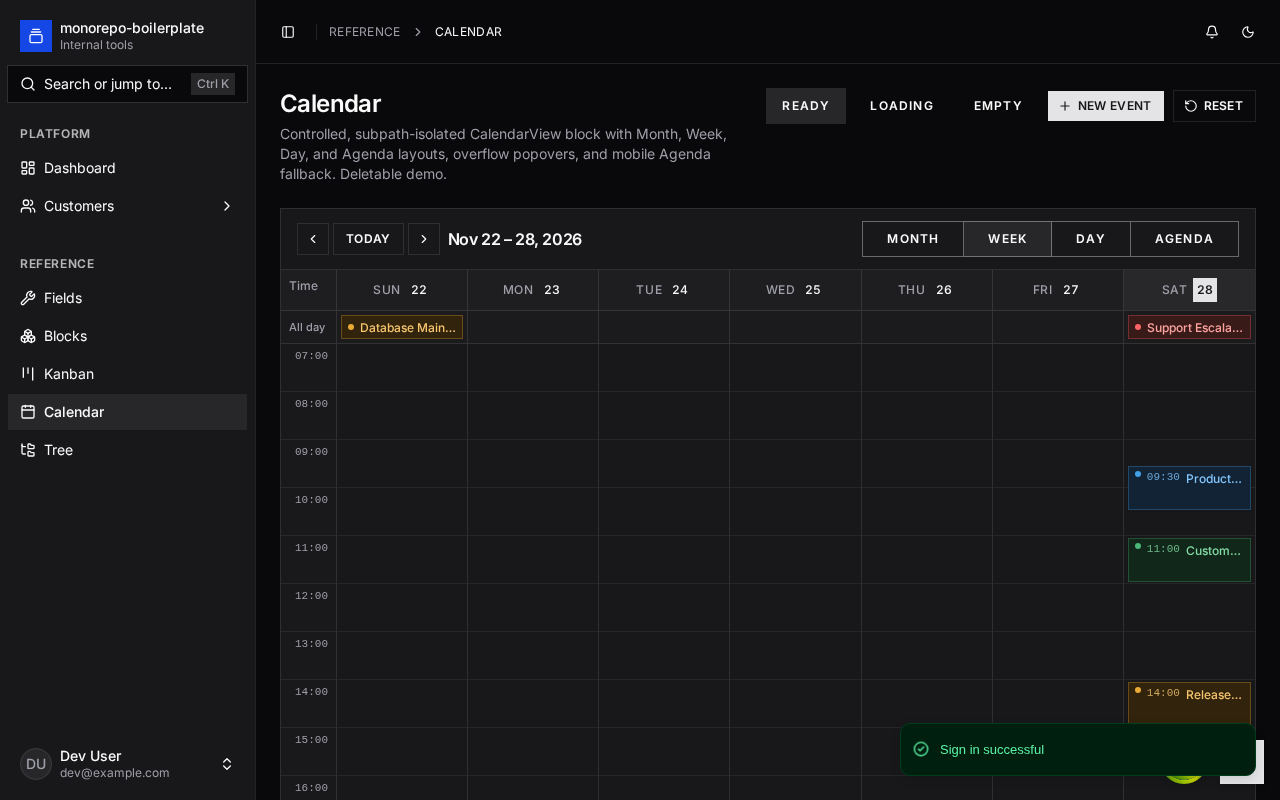 monorepo-boilerplate
Internal tools
Search or jump to...
Ctrl K
PLATFORM
Dashboard
Customers
REFERENCE
Fields
Blocks
Kanban
Calendar
Tree
DU
Dev User
dev@example.com
REFERENCE
CALENDAR
Calendar
Controlled, subpath-isolated CalendarView block with Month, Week,
Day, and Agenda layouts, overflow popovers, and mobile Agenda
fallback. Deletable demo.
READY
LOADING
EMPTY
NEW EVENT
RESET
TODAY
Nov 22 – 28, 2026
MONTH
WEEK
DAY
AGENDA
Time
SUN 22
MON 23
TUE 24
WED 25
THU 26
FRI 27
SAT 28
All day
Database Main...
Support Escala...
07:00
08:00
09:00
09:30 Product...
10:00
11:00
11:00 Custom...
12:00
13:00
14:00
14:00 Release...
15:00
16:00
Sign in successful